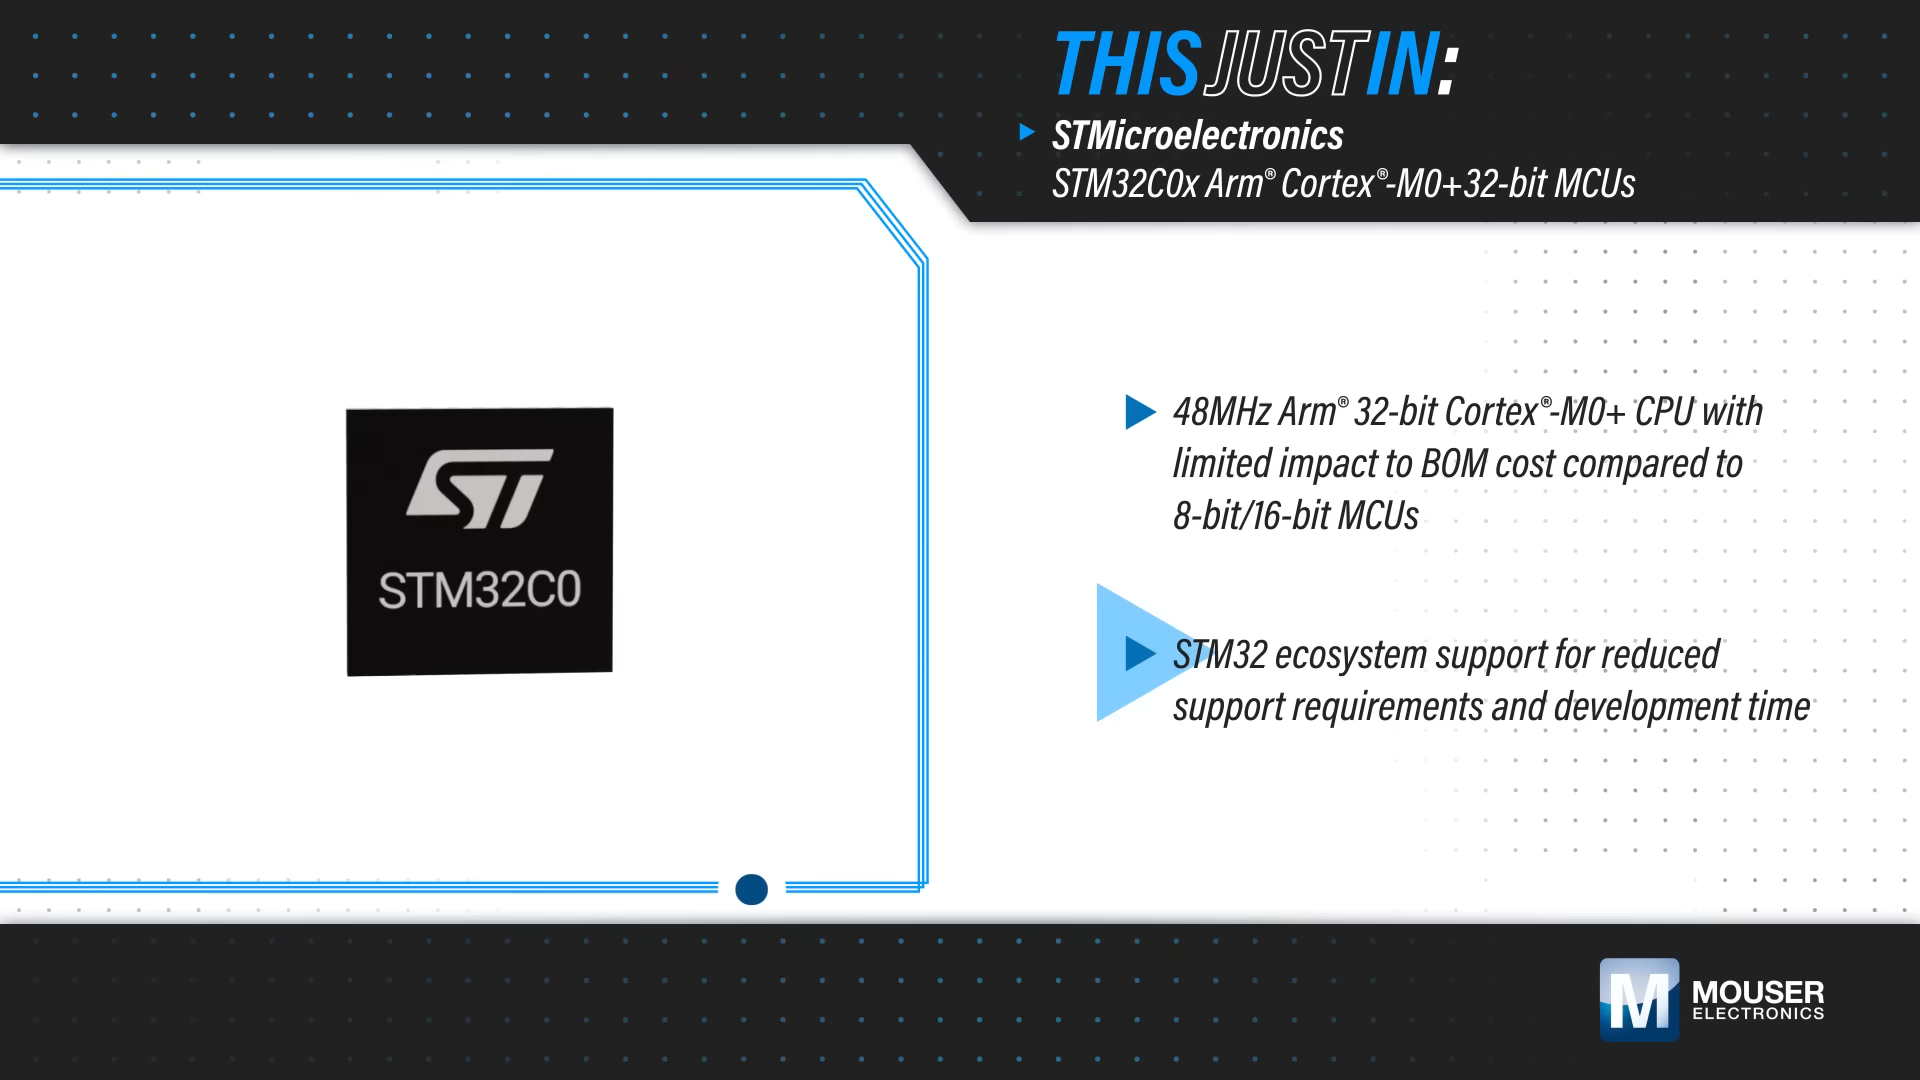 THIS JUST IN:
STMicroelectronics
STM32C0x Arm® Cortex®-M0+32-bit MCUs
ST
STM32C0
48MHz Arm® 32-bit Cortex®-M0+ CPU with
limited impact to BOM cost compared to
8-bit/16-bit MCUs
STM32 ecosystem support for reduced
support requirements and development time
M
MOUSER
ELECTRONICS